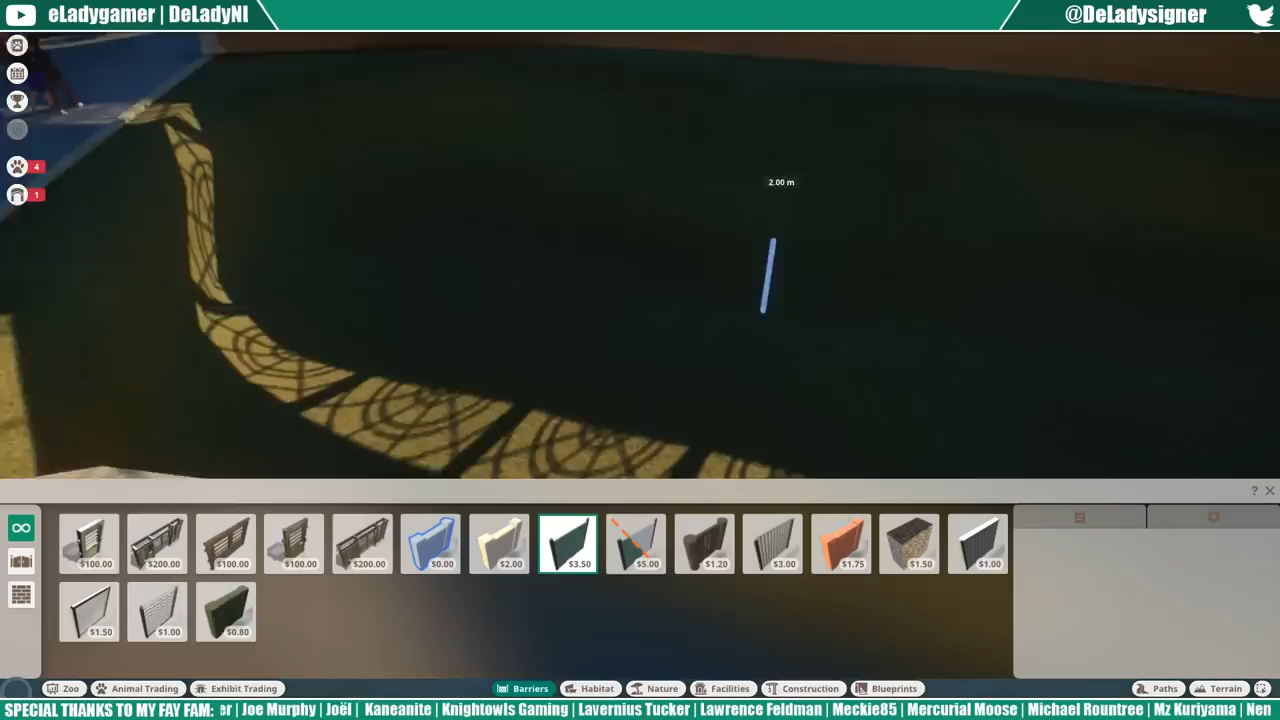 eLadygamer | DeLadyNL
@DeLadysigner
4
1
2.00 m
? ×
$100.00 $200.00 $100.00 $100.00 $200.00 $0.00 $2.00 $3.50 $5.00 $1.20 $3.00 $1.75 $1.50 $1.00
$1.50 $1.00 $0.80
Zoo Animal Trading Exhibit Trading Barriers Habitat Nature Facilities Construction Blueprints Paths Terrain
SPECIAL THANKS TO MY FAY FAM: er | Joe Murphy | Joël | Kaneanite | Knightowls Gaming | Lavernius Tucker | Lawrence Feldman | Meckie85 | Mercurial Moose | Michael Rountree | Mz Kuriyama | Nen